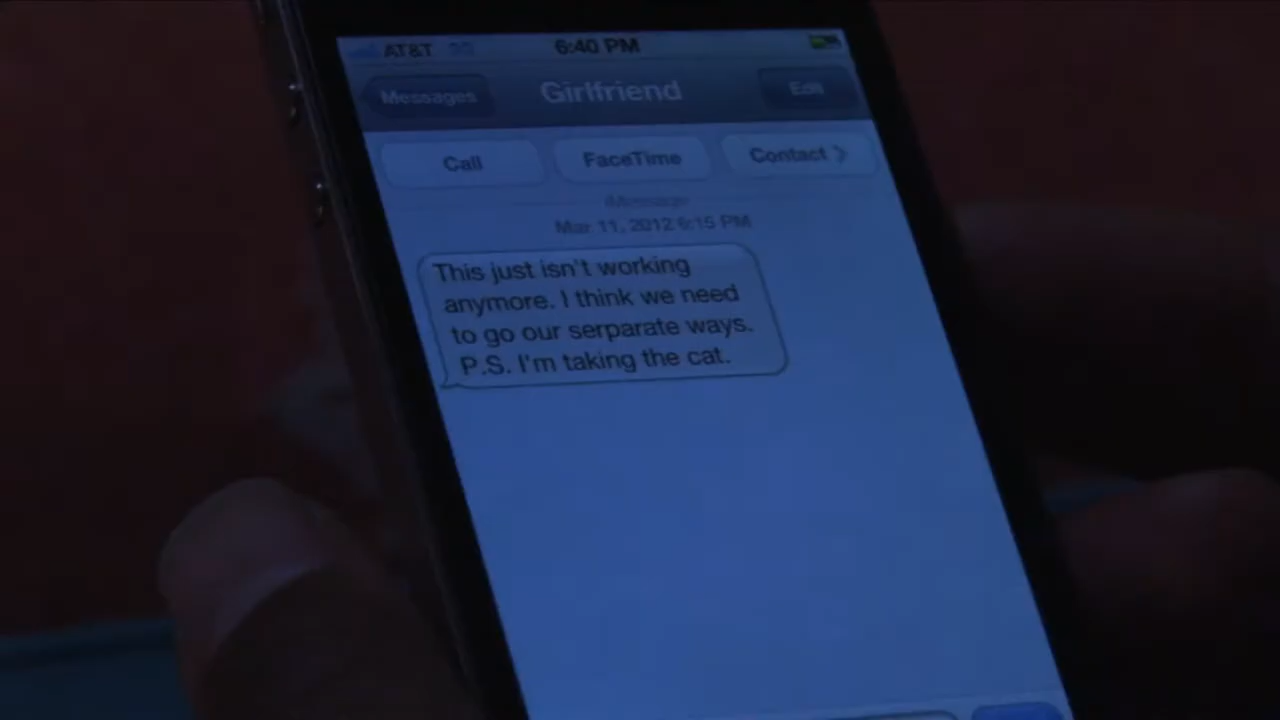 AT&T 6:40 PM
Messages Girlfriend Edit
Call FaceTime Contact
iMessage
Mar 11, 2012 6:15 PM
This just isn't working
anymore. I think we need
to go our serparate ways.
P.S. I'm taking the cat.